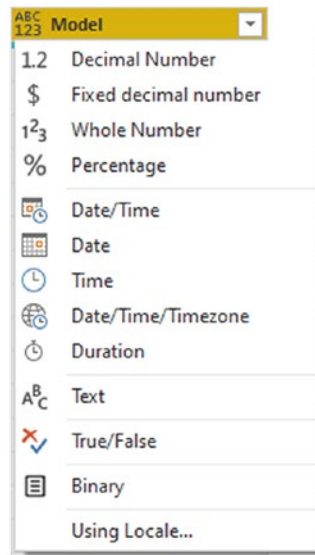 ABC
123 Model
1.2 Decimal Number
$ Fixed decimal number
1²3 Whole Number
% Percentage
Date/Time
Date
Time
Date/Time/Timezone
Duration
ABC Text
True/False
Binary
Using Locale...